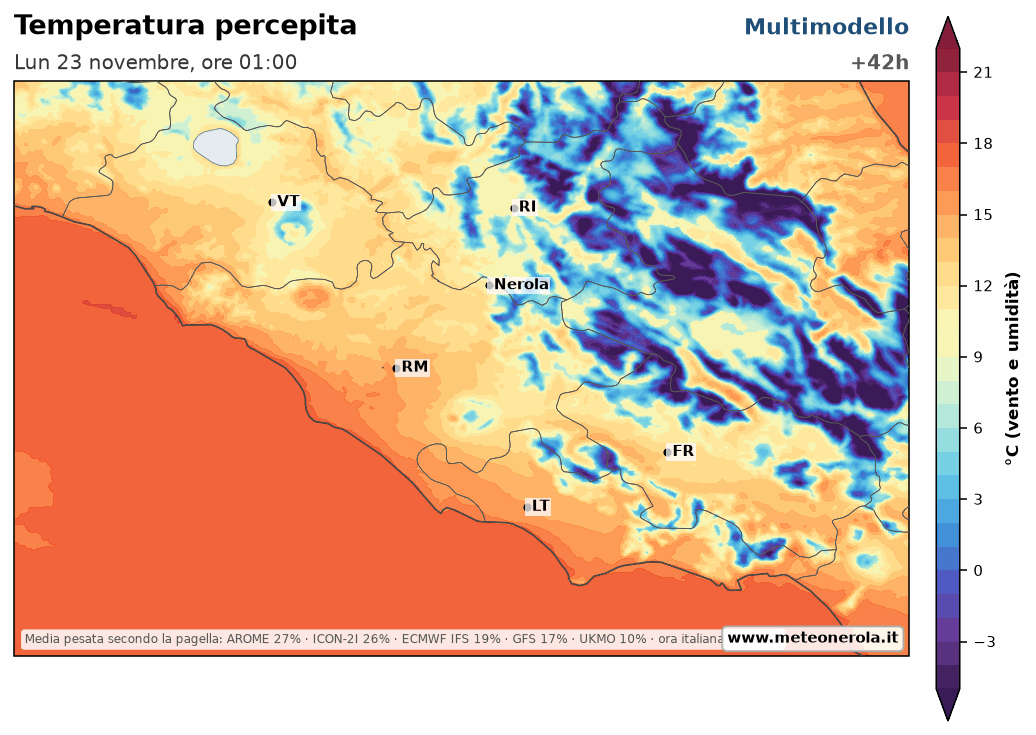 Temperatura percepita
Multimodello
Lun 23 novembre, ore 01:00
+42h
VT
RI
Nerola
RM
FR
LT
21
18
15
12
9
6
3
0
−3
°C (vento e umidità)
Media pesata secondo la pagella: AROME 27% · ICON-2I 26% · ECMWF IFS 19% · GFS 17% · UKMO 10% · ora italiana
www.meteonerola.it